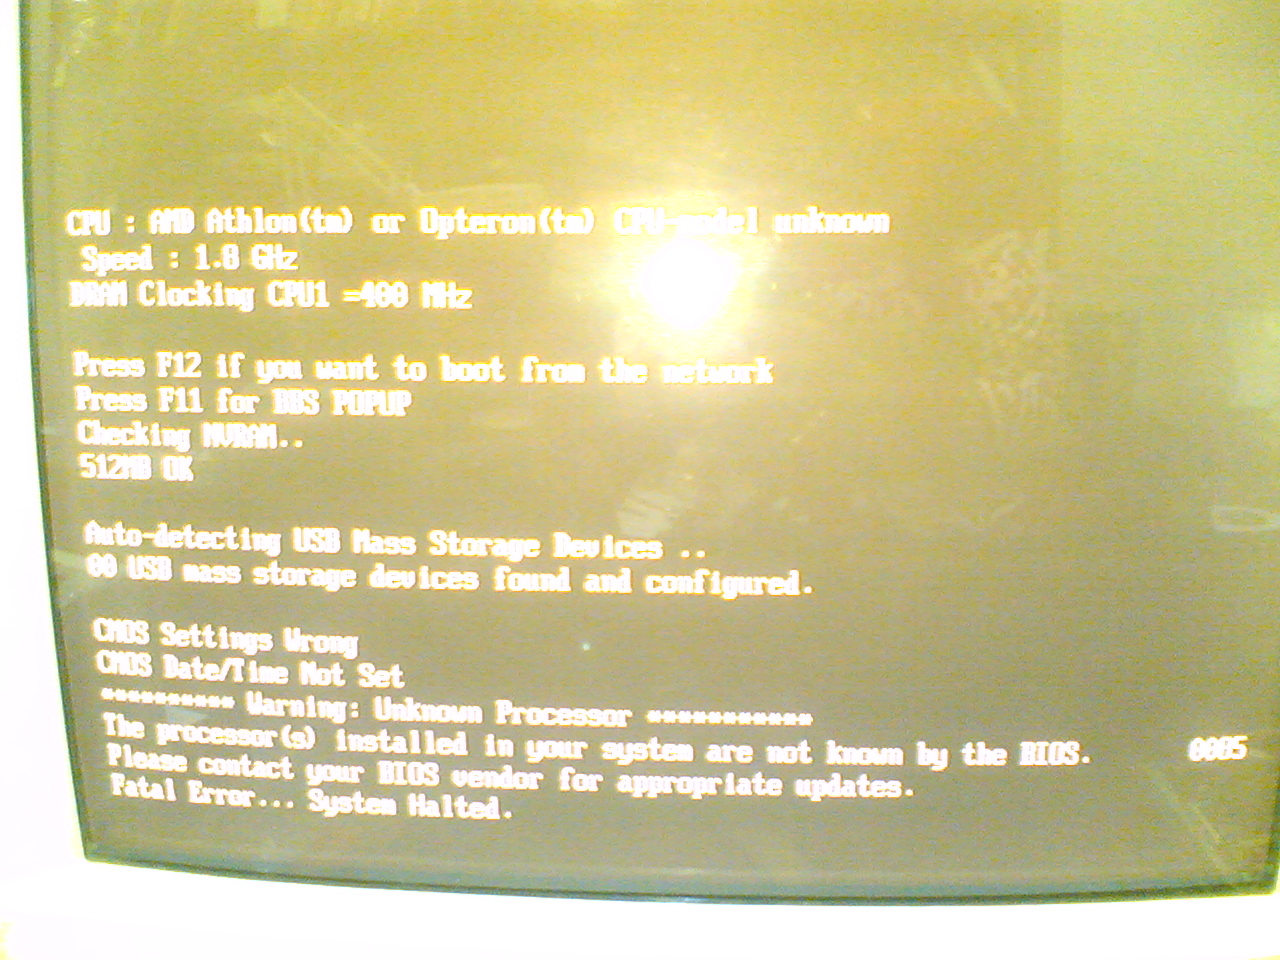 CPU : AMD Athlon(tm) or Opteron(tm) CPU-model unknown
Speed : 1.8 GHz
DRAM Clocking CPU1 =400 MHz
Press F12 if you want to boot from the network
Press F11 for BBS POPUP
Checking NVRAM..
512MB OK
Auto-detecting USB Mass Storage Devices ..
00 USB mass storage devices found and configured.
CMOS Settings Wrong
CMOS Date/Time Not Set
********** Warning: Unknown Processor ***********
The processor(s) installed in your system are not known by the BIOS. 0085
Please contact your BIOS vendor for appropriate updates.
Fatal Error... System Halted.